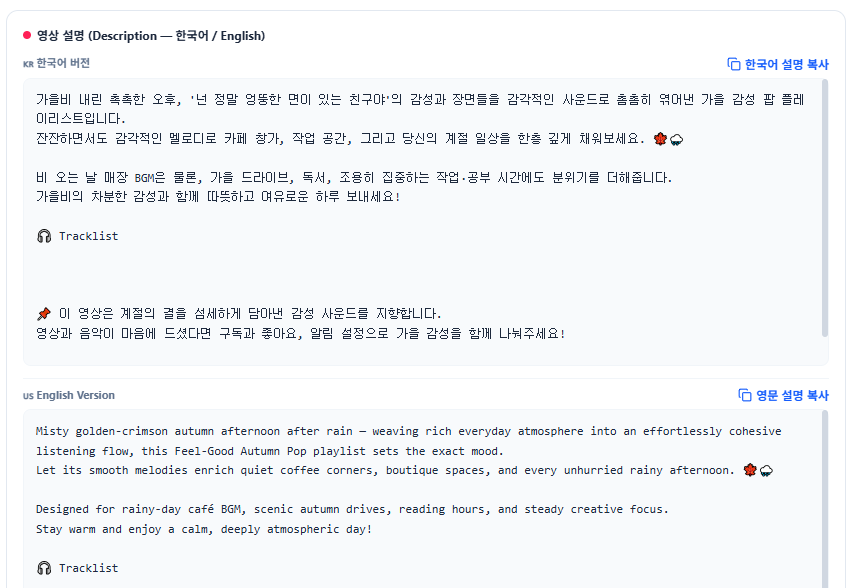 영상 설명 (Description — 한국어 / English)
KR 한국어 버전
한국어 설명 복사
가을비 내린 촉촉한 오후, '넌 정말 엉뚱한 면이 있는 친구야'의 감성과 장면들을 감각적인 사운드로 촘촘히 엮어낸 가을 감성 팝 플레
이리스트입니다.
잔잔하면서도 감각적인 멜로디로 카페 창가, 작업 공간, 그리고 당신의 계절 일상을 한층 깊게 채워보세요. 🍁🌧️
비 오는 날 매장 BGM은 물론, 가을 드라이브, 독서, 조용히 집중하는 작업·공부 시간에도 분위기를 더해줍니다.
가을비의 차분한 감성과 함께 따뜻하고 여유로운 하루 보내세요!
🎧 Tracklist
📌 이 영상은 계절의 결을 섬세하게 담아낸 감성 사운드를 지향합니다.
영상과 음악이 마음에 드셨다면 구독과 좋아요, 알림 설정으로 가을 감성을 함께 나눠주세요!
US English Version
영문 설명 복사
Misty golden-crimson autumn afternoon after rain — weaving rich everyday atmosphere into an effortlessly cohesive
listening flow, this Feel-Good Autumn Pop playlist sets the exact mood.
Let its smooth melodies enrich quiet coffee corners, boutique spaces, and every unhurried rainy afternoon. 🍁🌧️
Designed for rainy-day café BGM, scenic autumn drives, reading hours, and steady creative focus.
Stay warm and enjoy a calm, deeply atmospheric day!
🎧 Tracklist